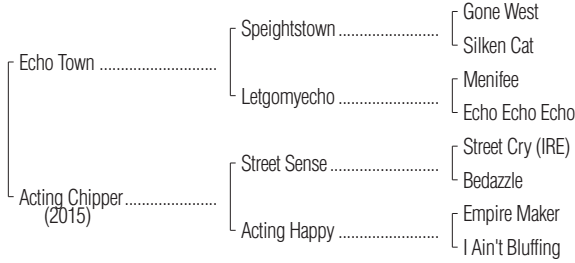 Gone West
Speightstown
Silken Cat
Echo Town
Menifee
Letgomyecho
Echo Echo Echo
Street Cry (IRE)
Street Sense
Bedazzle
Acting Chipper
(2015)
Empire Maker
Acting Happy
I Ain't Bluffing